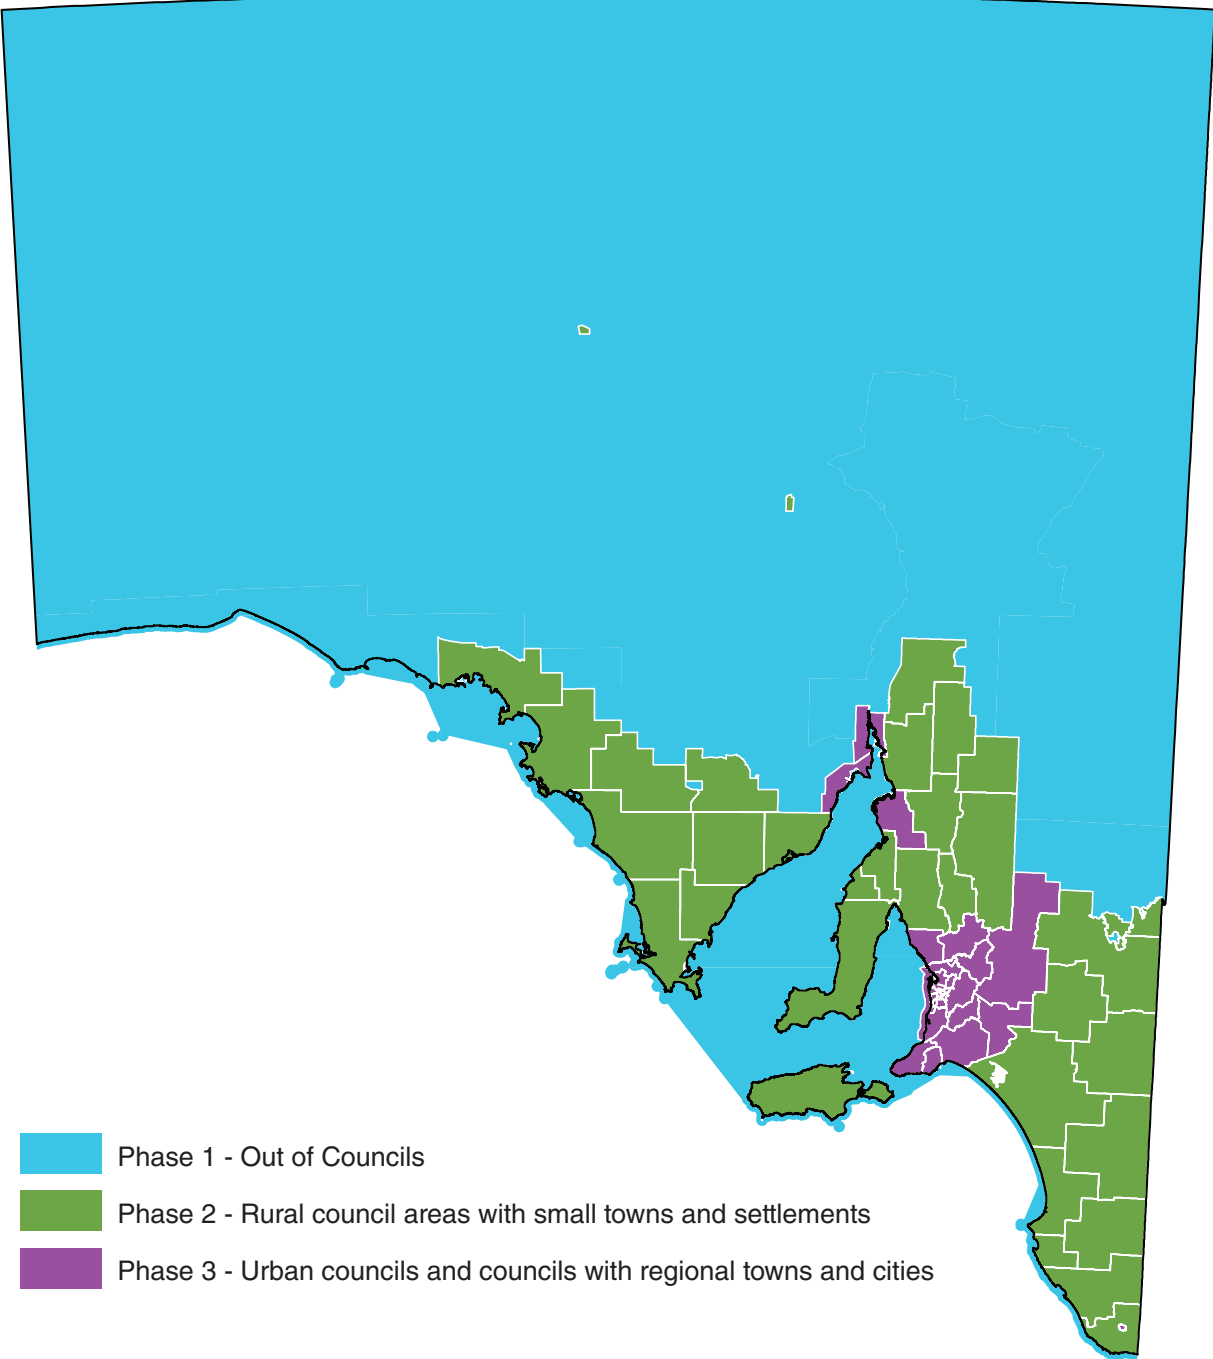 Phase 1 - Out of Councils
Phase 2 - Rural council areas with small towns and settlements
Phase 3 - Urban councils and councils with regional towns and cities